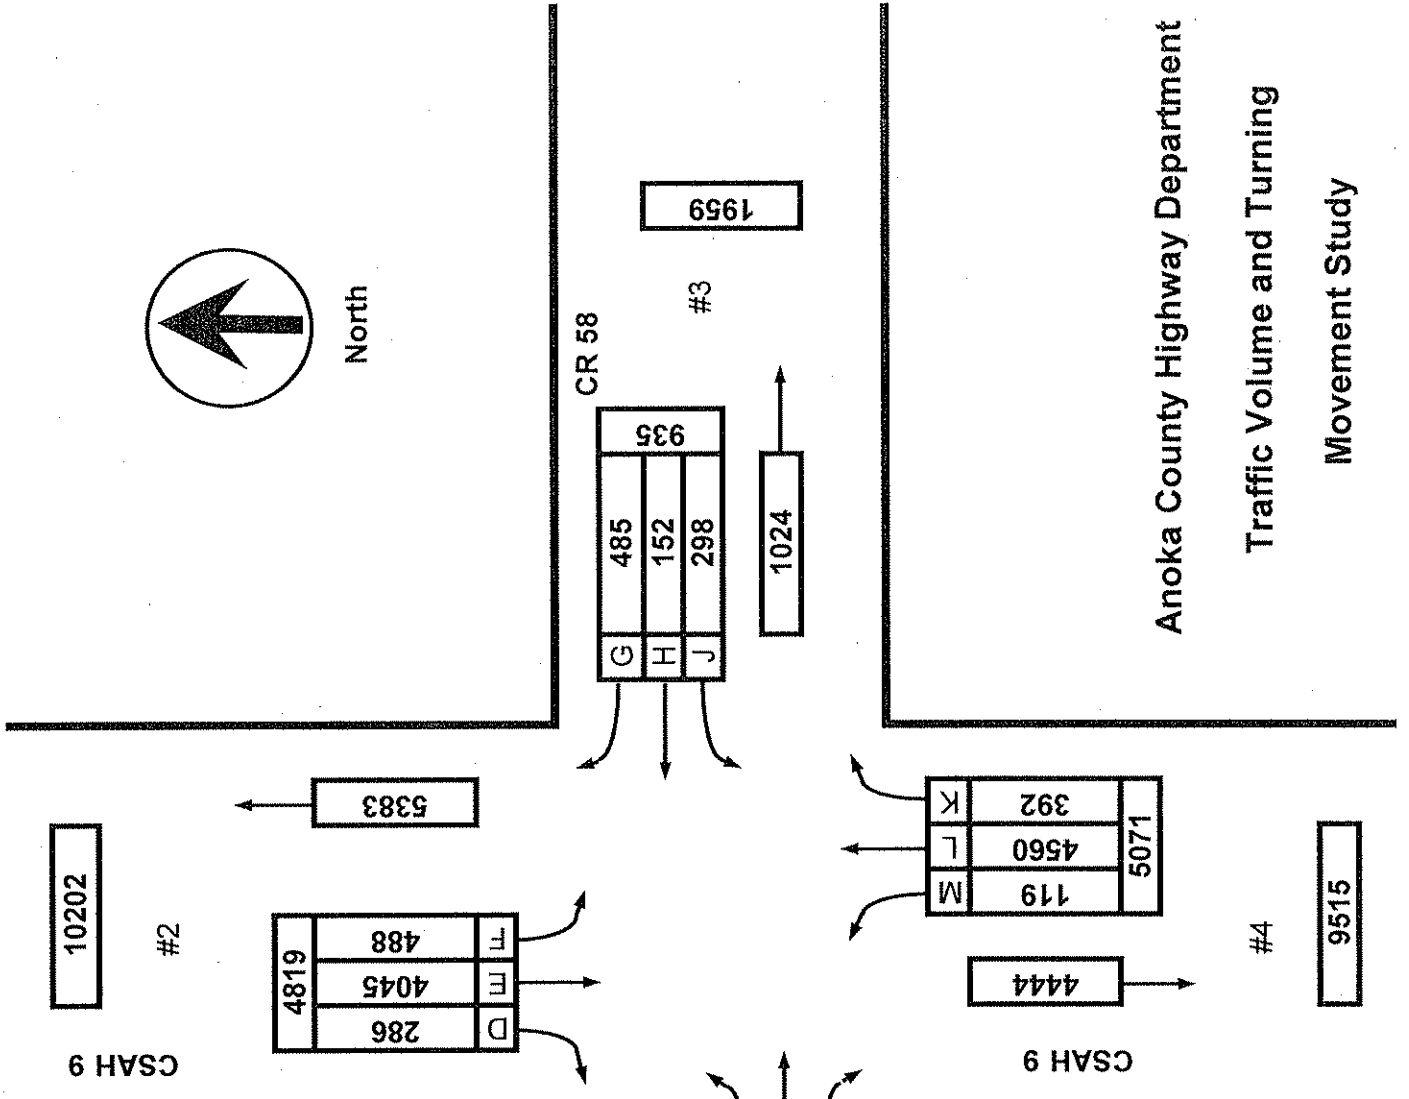 North
CR 58
#3
1959
935
G 485
H 152
J 298
1024
10202
#2
5383
4819
F 488
E 4045
D 286
CSAH 9
K 392
L 4560
M 119
5071
4444
#4
9515
CSAH 9
Anoka County Highway Department
Traffic Volume and Turning
Movement Study